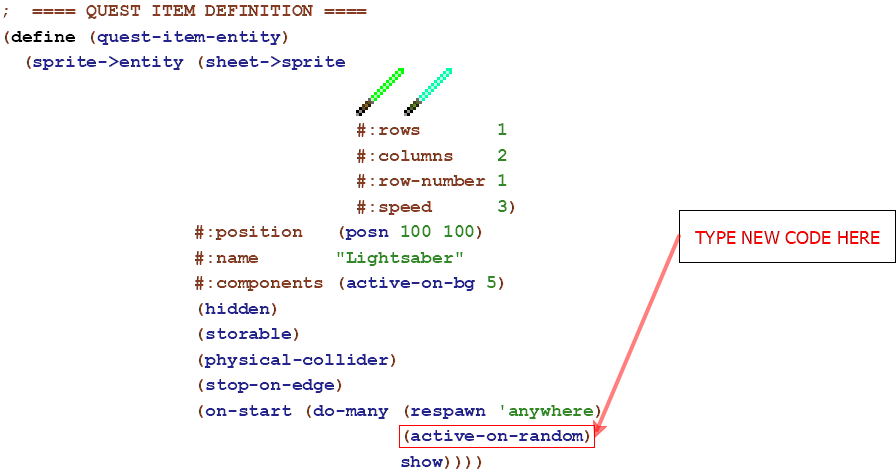 ; ==== QUEST ITEM DEFINITION ====
(define (quest-item-entity)
(sprite->entity (sheet->sprite
#:rows 1
#:columns 2
#:row-number 1
#:speed 3)
#:position (posn 100 100)
#:name "Lightsaber"
#:components (active-on-bg 5)
(hidden)
(storable)
(physical-collider)
(stop-on-edge)
(on-start (do-many (respawn 'anywhere)
(active-on-random)
show))))
TYPE NEW CODE HERE